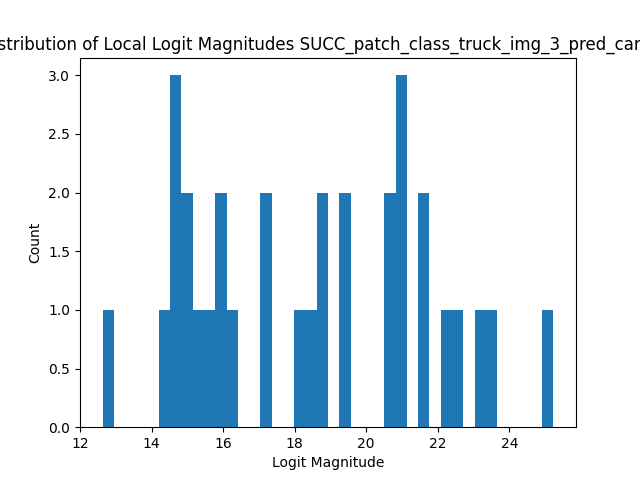 stribution of Local Logit Magnitudes SUCC_patch_class_truck_img_3_pred_car
3.0
2.5
2.0
1.5
1.0
0.5
0.0
Count
12 14 16 18 20 22 24
Logit Magnitude